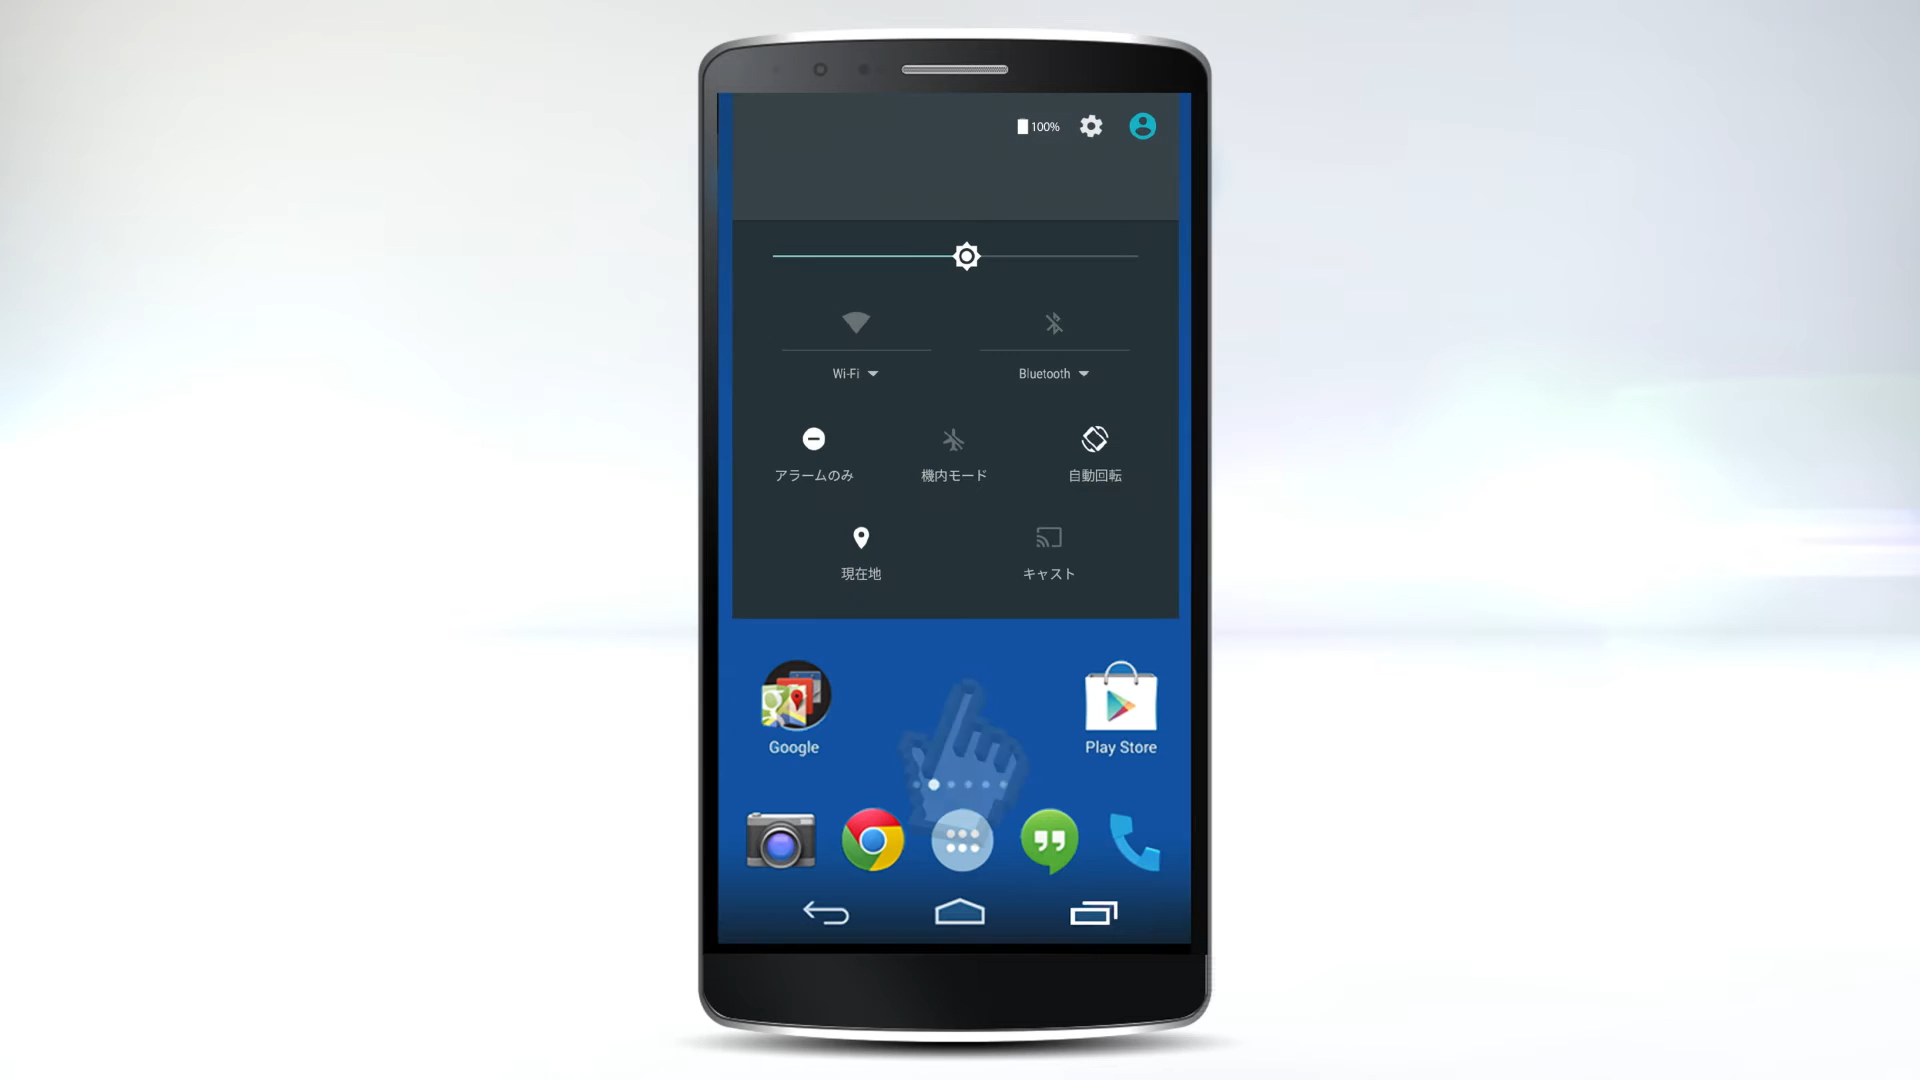 100%
Wi-Fi
Bluetooth
アラームのみ
機内モード
自動回転
現在地
キャスト
Google
Play Store